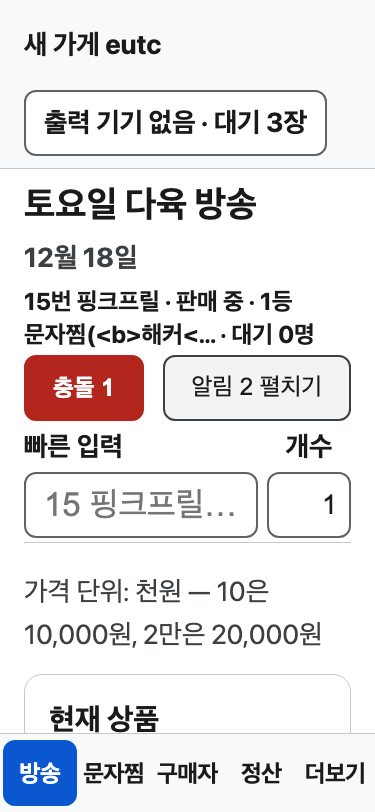 새 가게 eutc
출력 기기 없음 · 대기 3장
토요일 다육 방송
12월 18일
15번 핑크프릴 · 판매 중 · 1등
문자찜(<b>해커<... · 대기 0명
충돌 1
알림 2 펼치기
빠른 입력
개수
15 핑크프릴...
1
가격 단위: 천원 — 10은
10,000원, 2만은 20,000원
현재 상품
방송
문자찜
구매자
정산
더보기